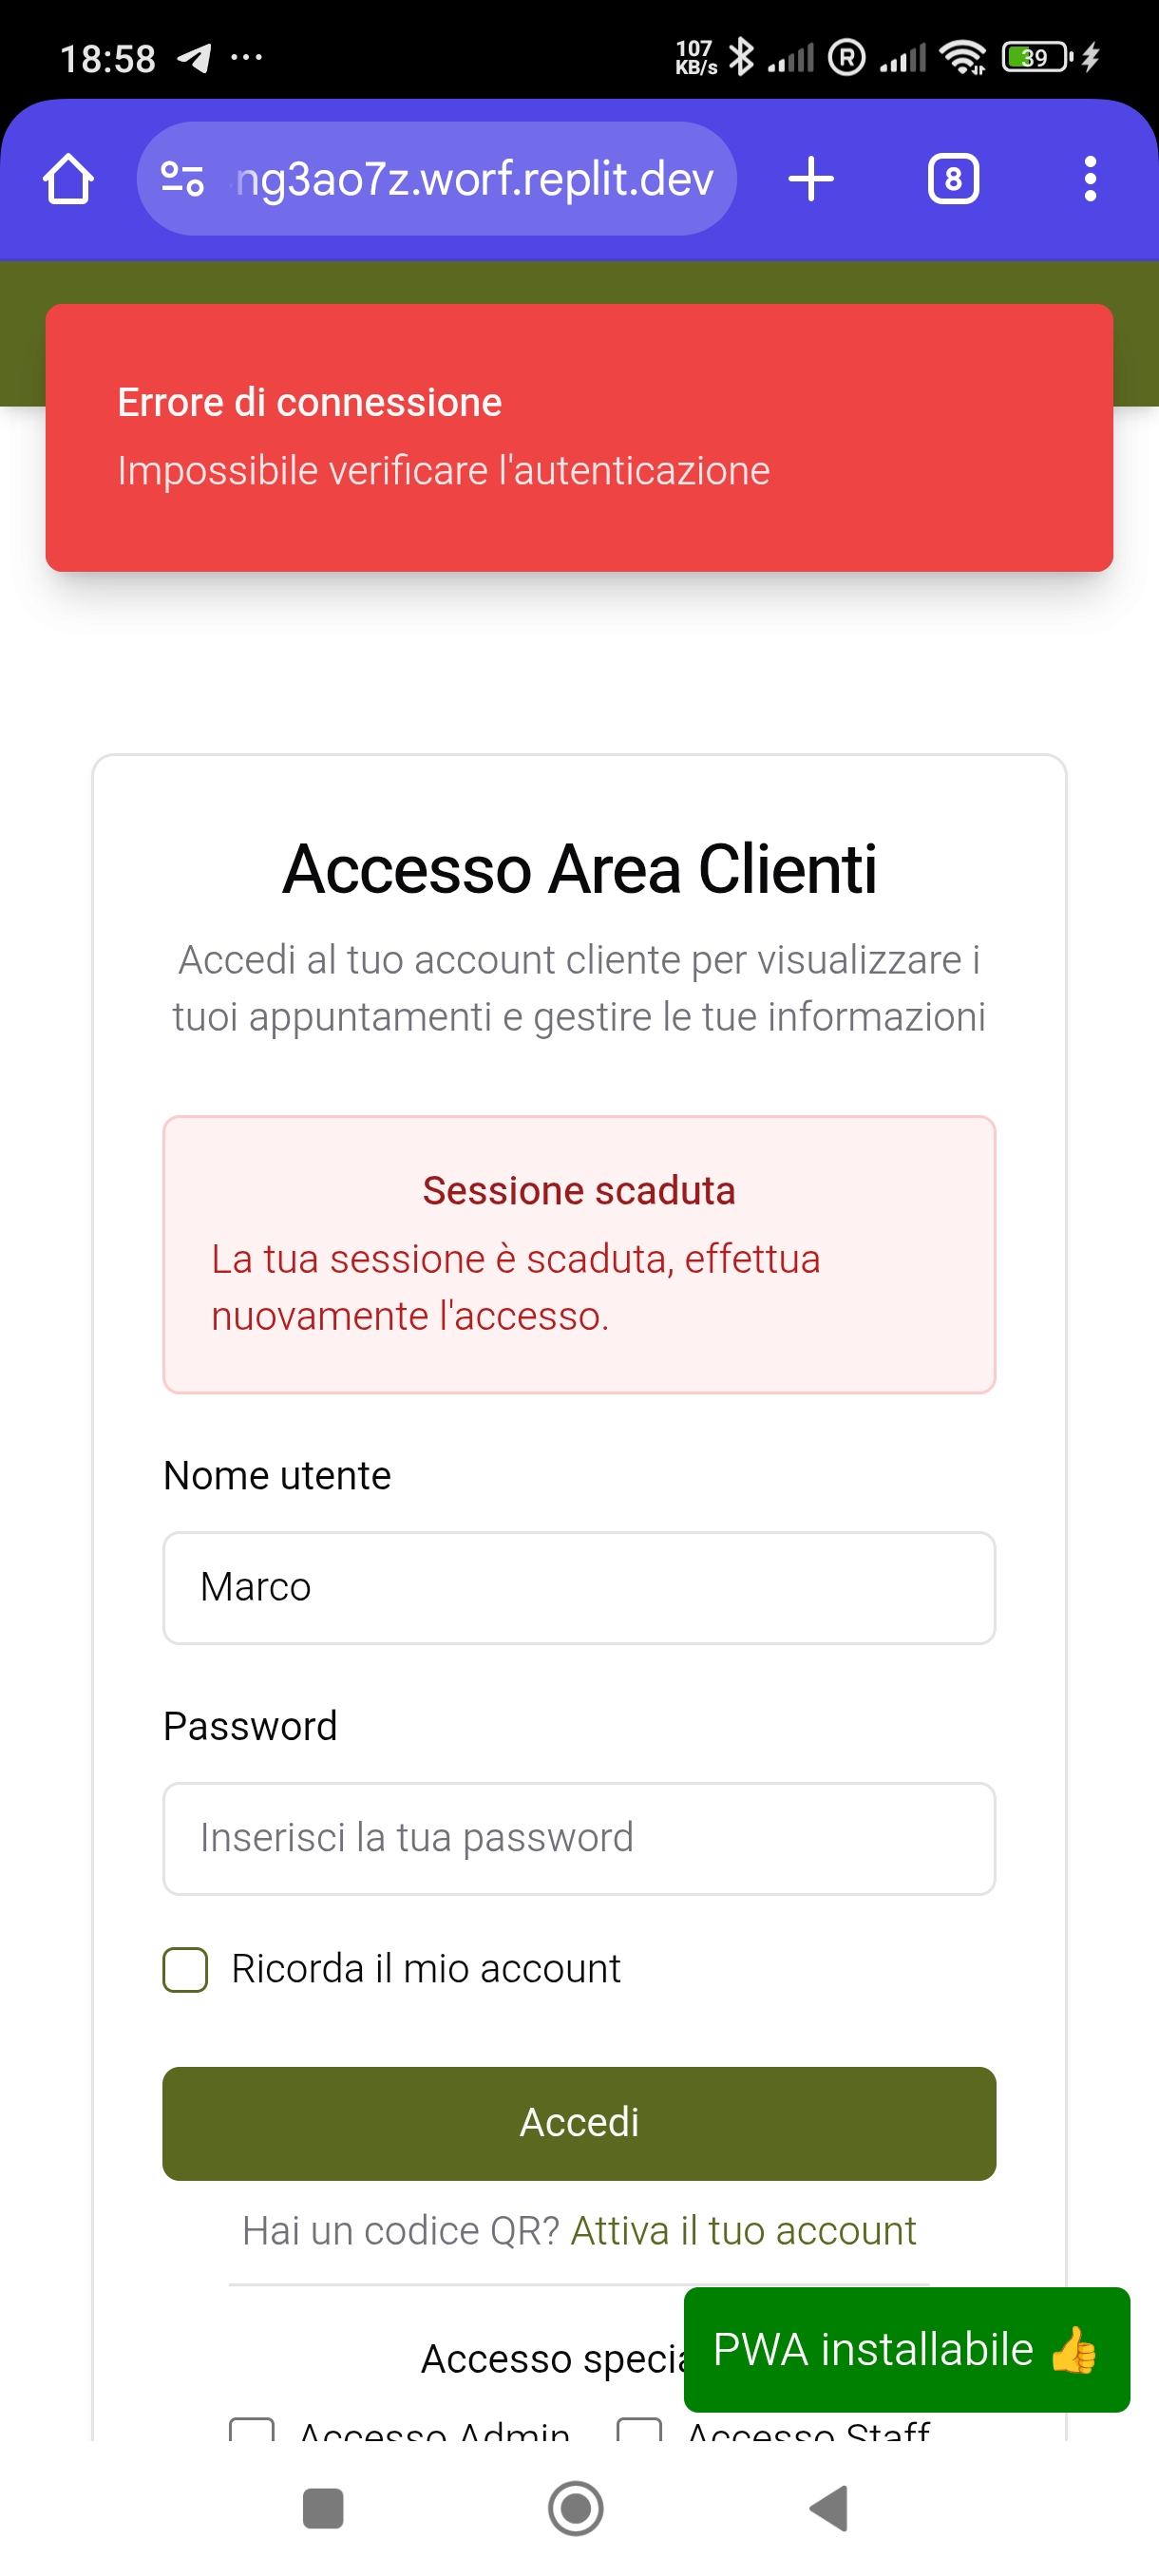 18:58
107
KB/s
R
39
ng3ao7z.worf.replit.dev
8
Errore di connessione
Impossibile verificare l'autenticazione
Accesso Area Clienti
Accedi al tuo account cliente per visualizzare i
tuoi appuntamenti e gestire le tue informazioni
Sessione scaduta
La tua sessione è scaduta, effettua
nuovamente l'accesso.
Nome utente
Marco
Password
Inserisci la tua password
Ricorda il mio account
Accedi
Hai un codice QR? Attiva il tuo account
Accesso specia
PWA installabile 👍
Accesso Admin
Accesso Staff